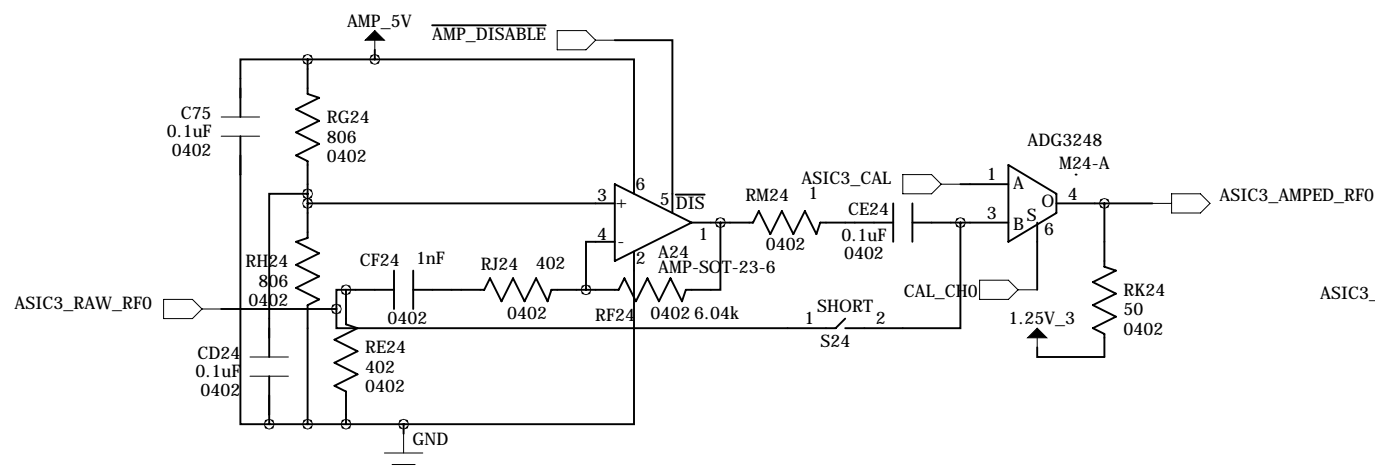 AMP_5V
AMP_DISABLE
C75
0.1uF
0402
RG24
806
0402
ADG3248
M24-A
ASIC3_CAL
1
A
O
4
ASIC3_AMPED_RF0
3
B
S
6
6
5
DIS
3
+
4
-
1
2
A24
AMP-SOT-23-6
RM24
1
0402
CE24
0.1uF
0402
RH24
806
0402
CF24
1nF
0402
RJ24
402
0402
RF24
0402
6.04k
CAL_CH0
ASIC3_RAW_RF0
SHORT
1
2
S24
1.25V_3
RK24
50
0402
ASIC3_
CD24
0.1uF
0402
RE24
402
0402
GND